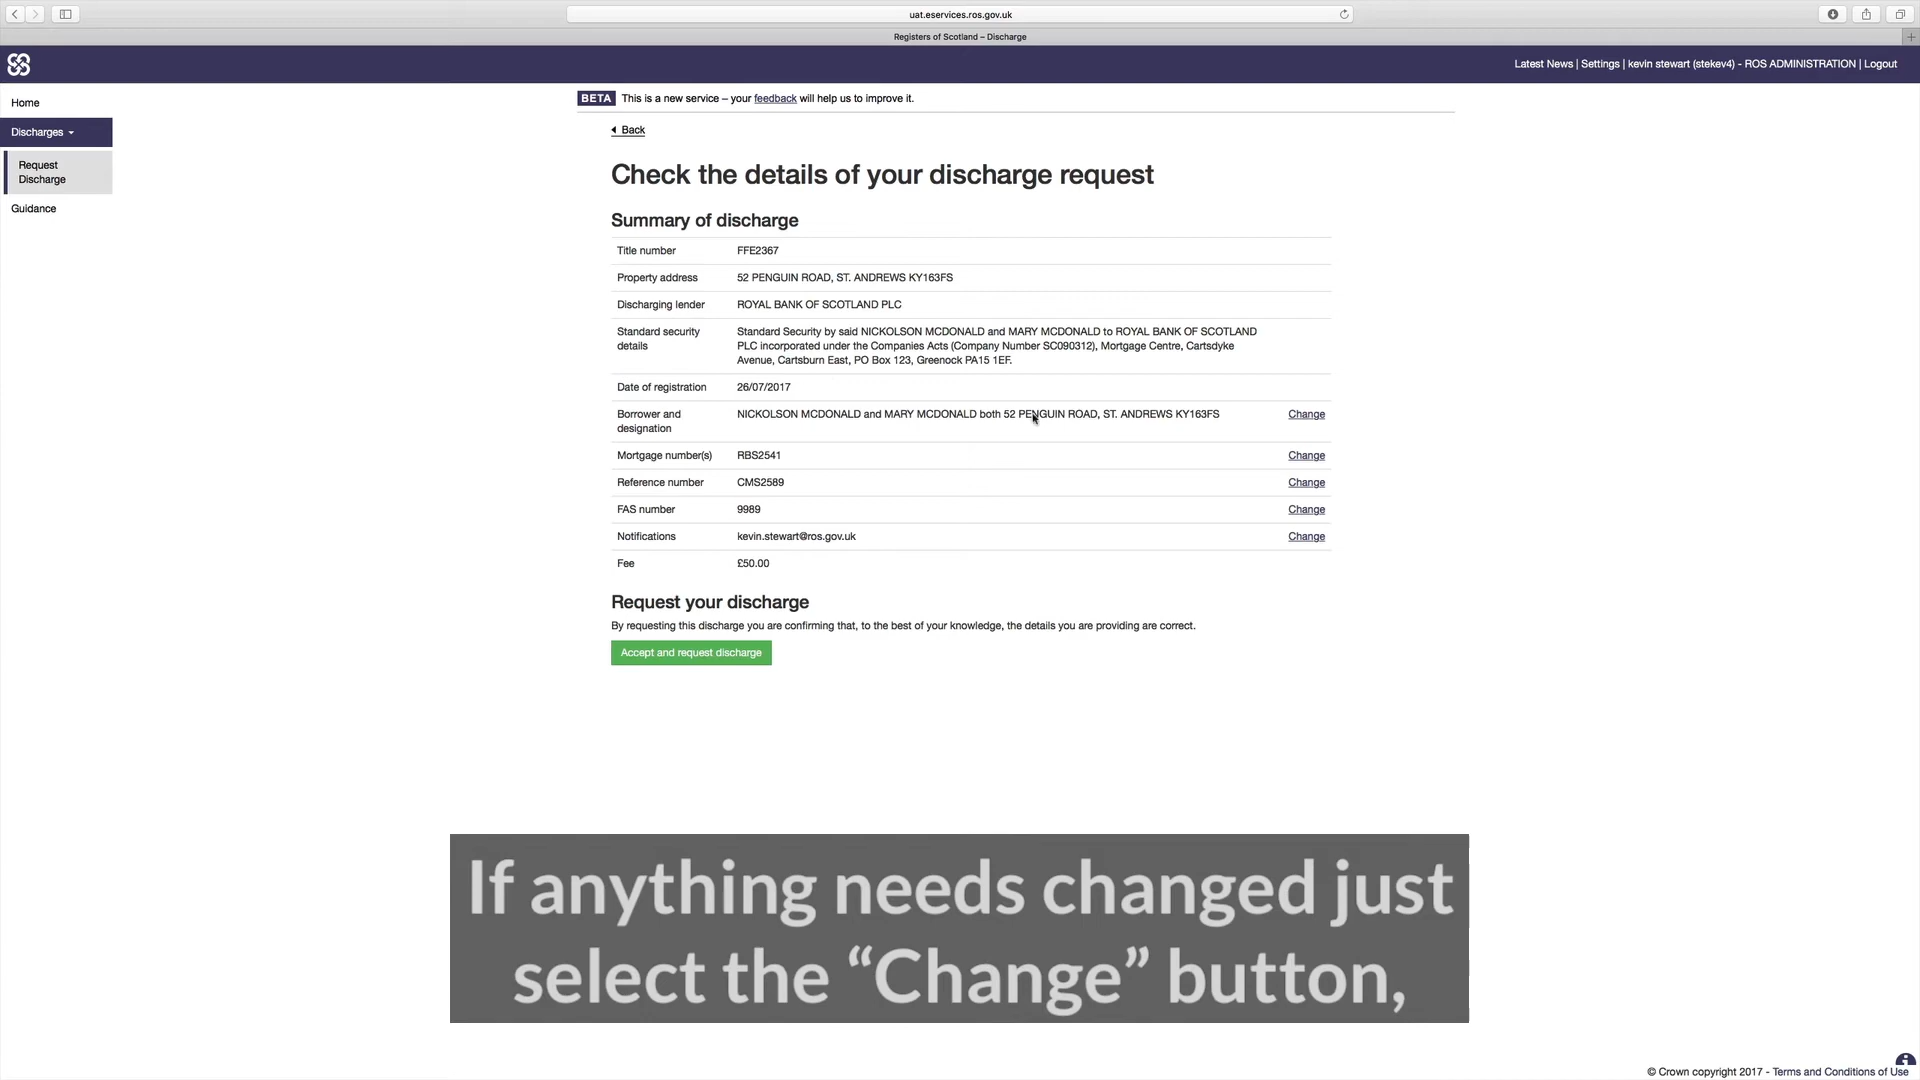 uat.eservices.ros.gov.uk
Registers of Scotland – Discharge
Latest News | Settings | kevin stewart (stekev4) - ROS ADMINISTRATION | Logout
Home
Discharges
Request
Discharge
Guidance
BETA This is a new service – your feedback will help us to improve it.
Back
Check the details of your discharge request
Summary of discharge
Title number FFE2367
Property address 52 PENGUIN ROAD, ST. ANDREWS KY163FS
Discharging lender ROYAL BANK OF SCOTLAND PLC
Standard security details Standard Security by said NICKOLSON MCDONALD and MARY MCDONALD to ROYAL BANK OF SCOTLAND
PLC incorporated under the Companies Acts (Company Number SC090312), Mortgage Centre, Cartsdyke
Avenue, Cartsburn East, PO Box 123, Greenock PA15 1EF.
Date of registration 26/07/2017
Borrower and designation NICKOLSON MCDONALD and MARY MCDONALD both 52 PENGUIN ROAD, ST. ANDREWS KY163FS Change
Mortgage number(s) RBS2541 Change
Reference number CMS2589 Change
FAS number 9989 Change
Notifications kevin.stewart@ros.gov.uk Change
Fee £50.00
Request your discharge
By requesting this discharge you are confirming that, to the best of your knowledge, the details you are providing are correct.
Accept and request discharge
If anything needs changed just
select the “Change” button,
© Crown copyright 2017 - Terms and Conditions of Use